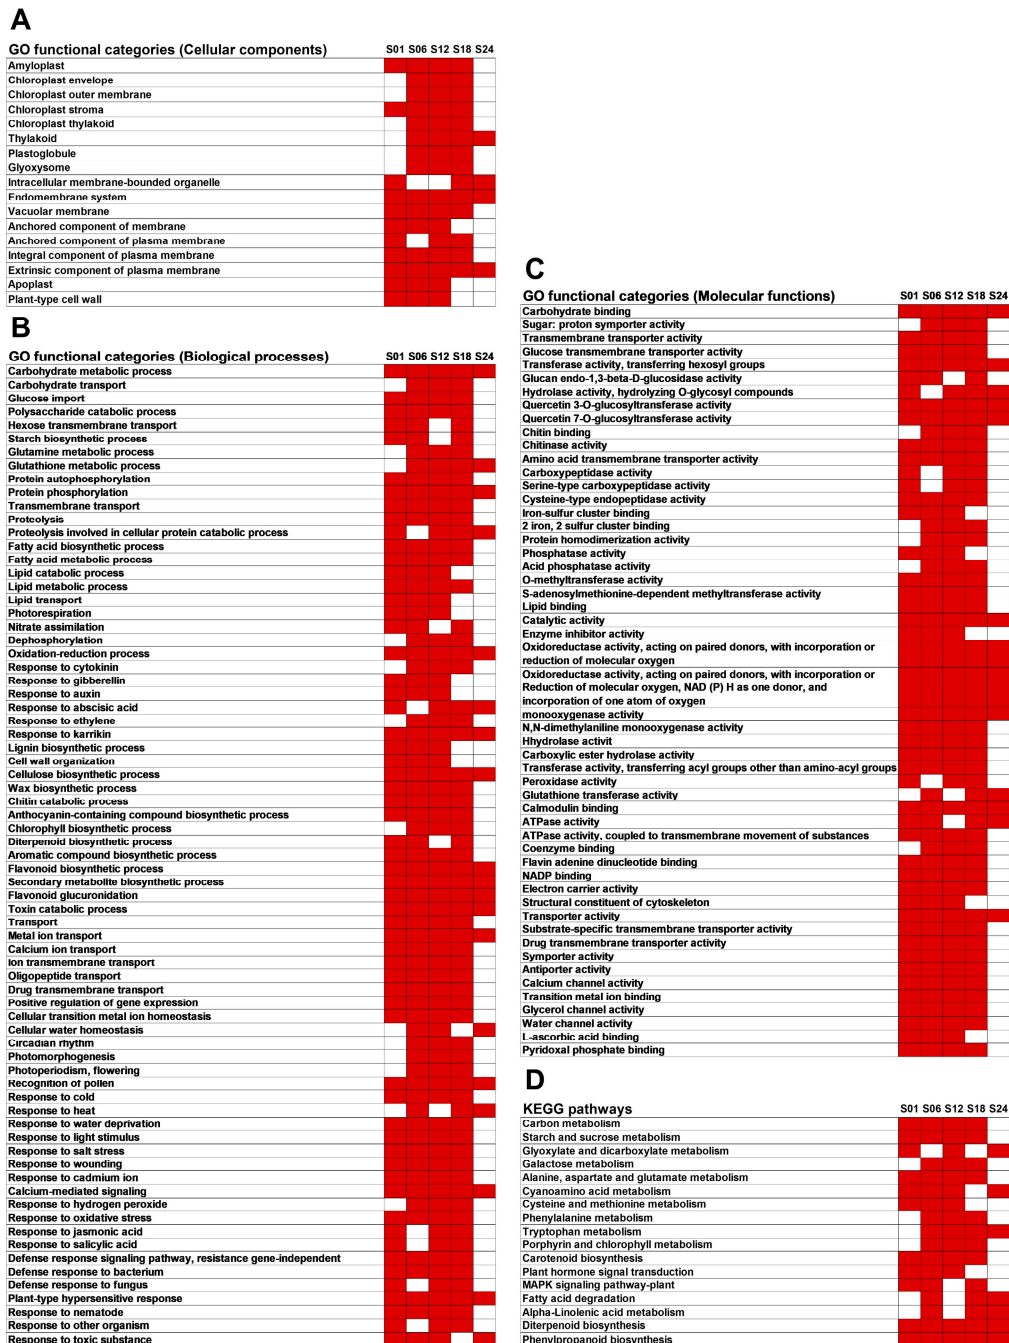 A
GO functional categories (Cellular components) S01 S06 S12 S18 S24
Amyloplast
Chloroplast envelope
Chloroplast outer membrane
Chloroplast stroma
Chloroplast thylakoid
Thylakoid
Plastoglobule
Glyoxysome
Intracellular membrane-bounded organelle
Endomembrane system
Vacuolar membrane
Anchored component of membrane
Anchored component of plasma membrane
Integral component of plasma membrane
Extrinsic component of plasma membrane
Apoplast
Plant-type cell wall
B
GO functional categories (Biological processes) S01 S06 S12 S18 S24
Carbohydrate metabolic process
Carbohydrate transport
Glucose import
Polysaccharide catabolic process
Hexose transmembrane transport
Starch biosynthetic process
Glutamine metabolic process
Glutathione metabolic process
Protein autophosphorylation
Protein phosphorylation
Transmembrane transport
Proteolysis
Proteolysis involved in cellular protein catabolic process
Fatty acid biosynthetic process
Fatty acid metabolic process
Lipid catabolic process
Lipid metabolic process
Lipid transport
Photorespiration
Nitrate assimilation
Dephosphorylation
Oxidation-reduction process
Response to cytokinin
Response to gibberellin
Response to auxin
Response to abscisic acid
Response to ethylene
Response to karrikin
Lignin biosynthetic process
Cell wall organization
Cellulose biosynthetic process
Wax biosynthetic process
Chitin catabolic process
Anthocyanin-containing compound biosynthetic process
Chlorophyll biosynthetic process
Diterpenoid biosynthetic process
Aromatic compound biosynthetic process
Flavonoid biosynthetic process
Secondary metabolite biosynthetic process
Flavonoid glucuronidation
Toxin catabolic process
Transport
Metal ion transport
Calcium ion transport
Ion transmembrane transport
Oligopeptide transport
Drug transmembrane transport
Positive regulation of gene expression
Cellular transition metal ion homeostasis
Cellular water homeostasis
Circadian rhythm
Photomorphogenesis
Photoperiodism, flowering
Recognition of pollen
Response to cold
Response to heat
Response to water deprivation
Response to light stimulus
Response to salt stress
Response to wounding
Response to cadmium ion
Calcium-mediated signaling
Response to hydrogen peroxide
Response to oxidative stress
Response to jasmonic acid
Response to salicylic acid
Defense response signaling pathway, resistance gene-independent
Defense response to bacterium
Defense response to fungus
Plant-type hypersensitive response
Response to nematode
Response to other organism
Response to toxic substance
C
GO functional categories (Molecular functions) S01 S06 S12 S18 S24
Carbohydrate binding
Sugar: proton symporter activity
Transmembrane transporter activity
Glucose transmembrane transporter activity
Transferase activity, transferring hexosyl groups
Glucan endo-1,3-beta-D-glucosidase activity
Hydrolase activity, hydrolyzing O-glycosyl compounds
Quercetin 3-O-glucosyltransferase activity
Quercetin 7-O-glucosyltransferase activity
Chitin binding
Chitinase activity
Amino acid transmembrane transporter activity
Carboxypeptidase activity
Serine-type carboxypeptidase activity
Cysteine-type endopeptidase activity
Iron-sulfur cluster binding
2 iron, 2 sulfur cluster binding
Protein homodimerization activity
Phosphatase activity
Acid phosphatase activity
O-methyltransferase activity
S-adenosylmethionine-dependent methyltransferase activity
Lipid binding
Catalytic activity
Enzyme inhibitor activity
Oxidoreductase activity, acting on paired donors, with incorporation or
reduction of molecular oxygen
Oxidoreductase activity, acting on paired donors, with incorporation or
Reduction of molecular oxygen, NAD (P) H as one donor, and
incorporation of one atom of oxygen
monooxygenase activity
N,N-dimethylaniline monooxygenase activity
Hhydrolase activit
Carboxylic ester hydrolase activity
Transferase activity, transferring acyl groups other than amino-acyl groups
Peroxidase activity
Glutathione transferase activity
Calmodulin binding
ATPase activity
ATPase activity, coupled to transmembrane movement of substances
Coenzyme binding
Flavin adenine dinucleotide binding
NADP binding
Electron carrier activity
Structural constituent of cytoskeleton
Transporter activity
Substrate-specific transmembrane transporter activity
Drug transmembrane transporter activity
Symporter activity
Antiporter activity
Calcium channel activity
Transition metal ion binding
Glycerol channel activity
Water channel activity
L-ascorbic acid binding
Pyridoxal phosphate binding
D
KEGG pathways S01 S06 S12 S18 S24
Carbon metabolism
Starch and sucrose metabolism
Glyoxylate and dicarboxylate metabolism
Galactose metabolism
Alanine, aspartate and glutamate metabolism
Cyanoamino acid metabolism
Cysteine and methionine metabolism
Phenylalanine metabolism
Tryptophan metabolism
Porphyrin and chlorophyll metabolism
Carotenoid biosynthesis
Plant hormone signal transduction
MAPK signaling pathway-plant
Fatty acid degradation
Alpha-Linolenic acid metabolism
Diterpenoid biosynthesis
Phenylpropanoid biosynthesis